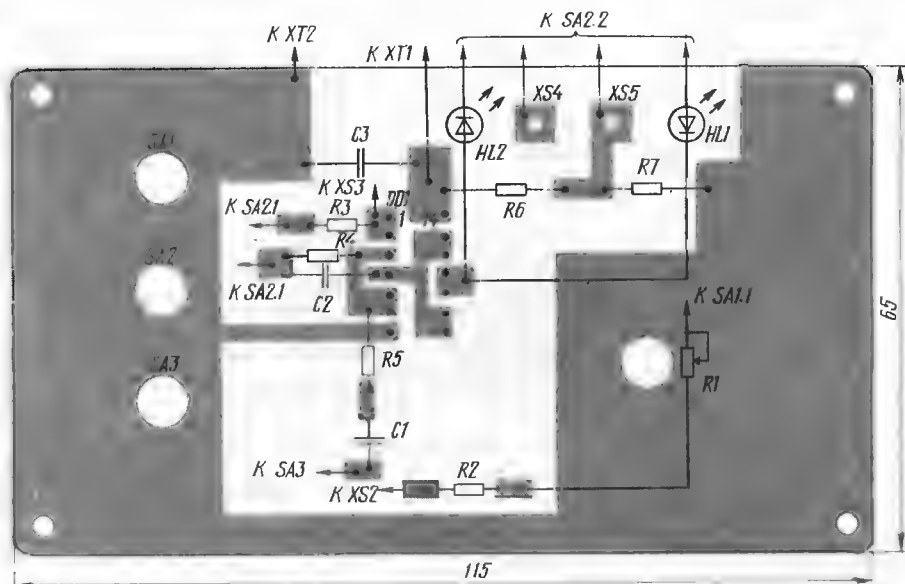 К SA2.2
К XT2
К XT1
XS4
XS5
HL2
HL1
C3
К XS3
DD1
1
R6
R7
SA1
К SA2.1
R3
R4
SA2
К SA2.1
C2
К SA1.1
R1
65
SA3
R5
C1
К SA3
К XS2
R2
115